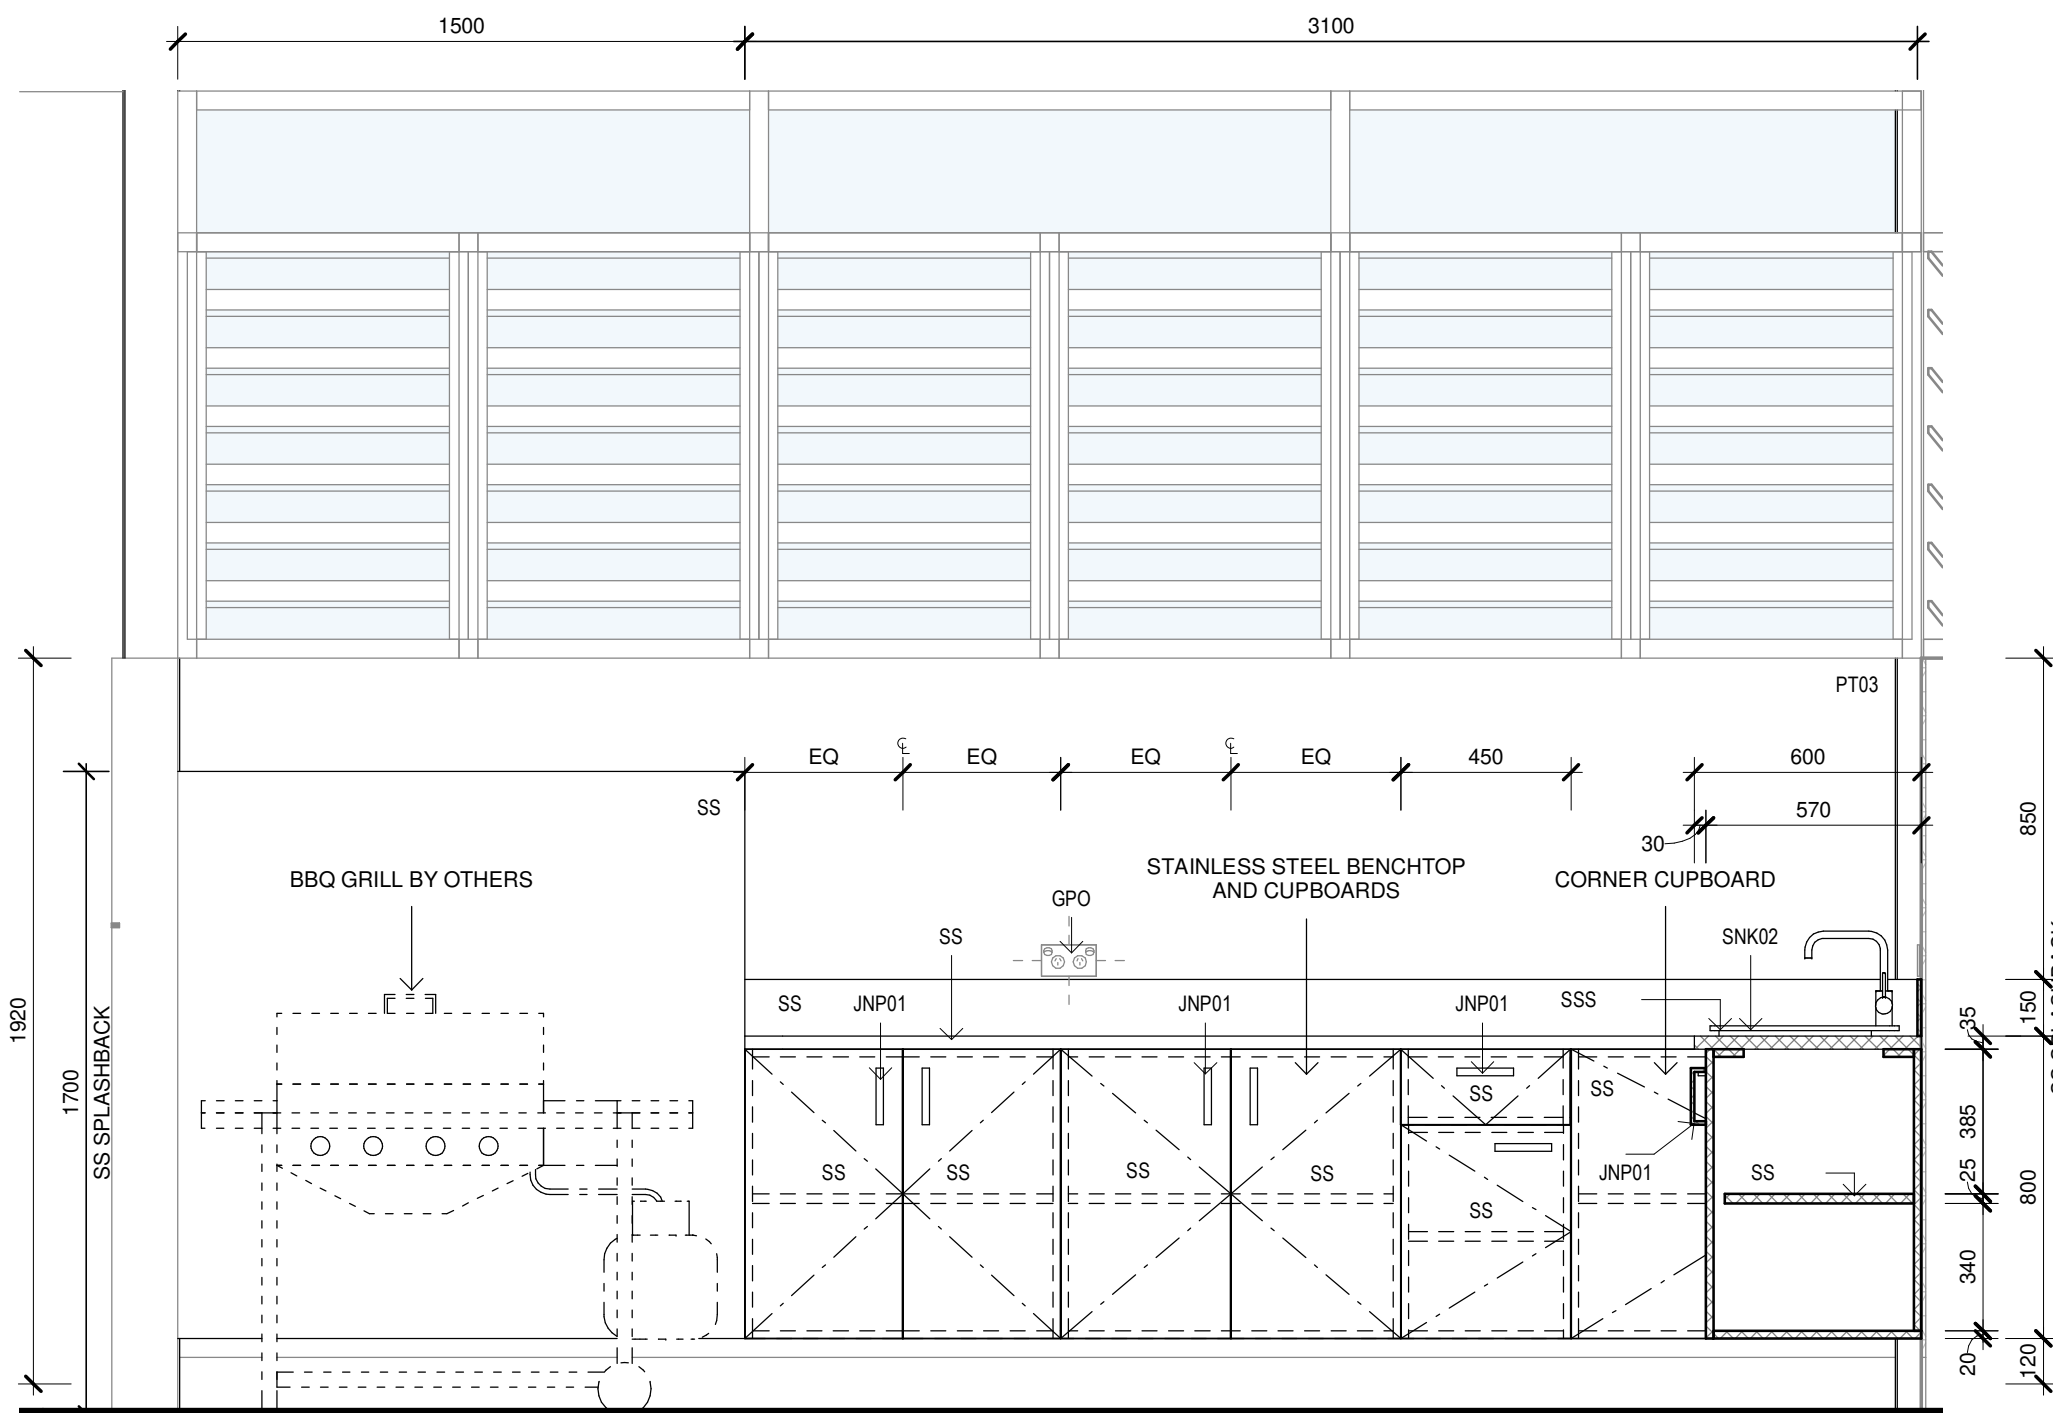 1500
3100
PT03
EQ
℄
EQ
EQ
℄
EQ
450
600
SS
570
30
850
BBQ GRILL BY OTHERS
STAINLESS STEEL BENCHTOP
AND CUPBOARDS
CORNER CUPBOARD
GPO
SS
SNK02
1920
1700
SS SPLASHBACK
SS
JNP01
JNP01
JNP01
SSS
150
35
SS
SS
SS
SS
SS
SS
JNP01
SS
385
25
800
SS
340
20
120